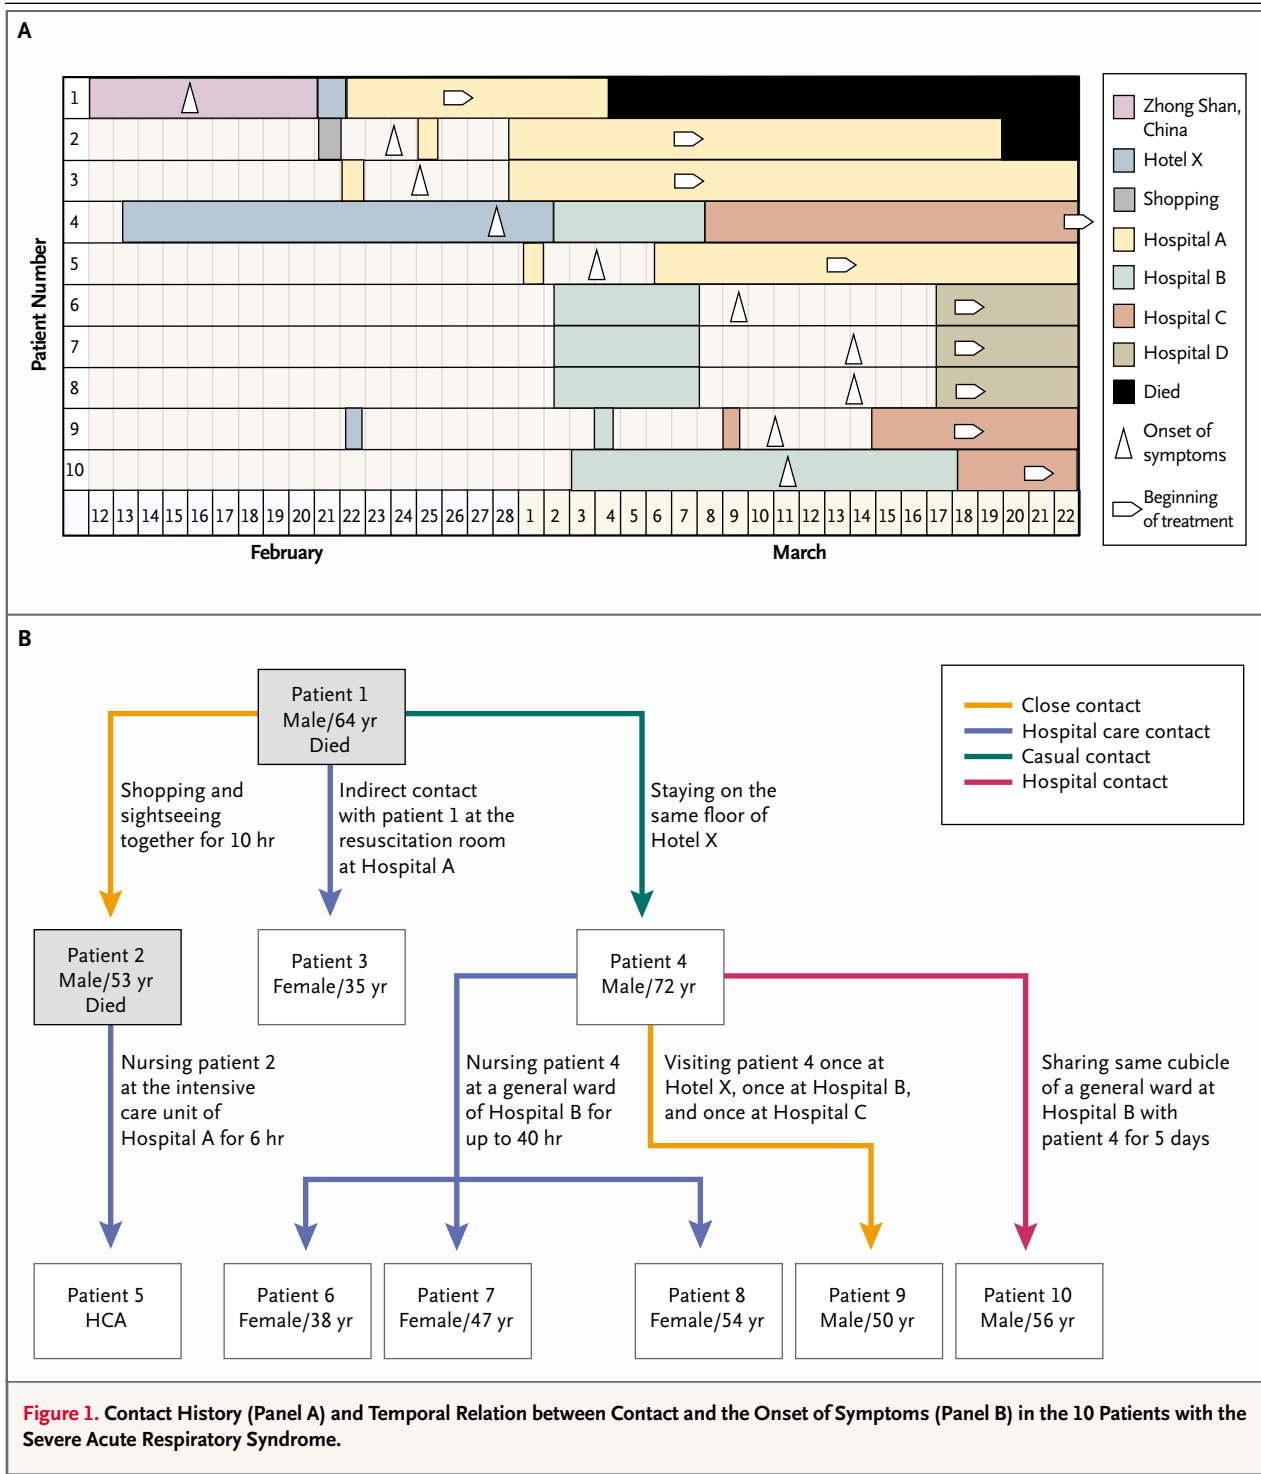 A
Patient Number
1
2
3
4
5
6
7
8
9
10
12 13 14 15 16 17 18 19 20 21 22 23 24 25 26 27 28 1 2 3 4 5 6 7 8 9 10 11 12 13 14 15 16 17 18 19 20 21 22
February
March
Zhong Shan,
China
Hotel X
Shopping
Hospital A
Hospital B
Hospital C
Hospital D
Died
Onset of
symptoms
Beginning
of treatment
B
Patient 1
Male/64 yr
Died
Close contact
Hospital care contact
Casual contact
Hospital contact
Shopping and
sightseeing
together for 10 hr
Indirect contact
with patient 1 at the
resuscitation room
at Hospital A
Staying on the
same floor of
Hotel X
Patient 2
Male/53 yr
Died
Patient 3
Female/35 yr
Patient 4
Male/72 yr
Nursing patient 2
at the intensive
care unit of
Hospital A for 6 hr
Nursing patient 4
at a general ward
of Hospital B for
up to 40 hr
Visiting patient 4 once at
Hotel X, once at Hospital B,
and once at Hospital C
Sharing same cubicle
of a general ward at
Hospital B with
patient 4 for 5 days
Patient 5
HCA
Patient 6
Female/38 yr
Patient 7
Female/47 yr
Patient 8
Female/54 yr
Patient 9
Male/50 yr
Patient 10
Male/56 yr
Figure 1. Contact History (Panel A) and Temporal Relation between Contact and the Onset of Symptoms (Panel B) in the 10 Patients with the
Severe Acute Respiratory Syndrome.